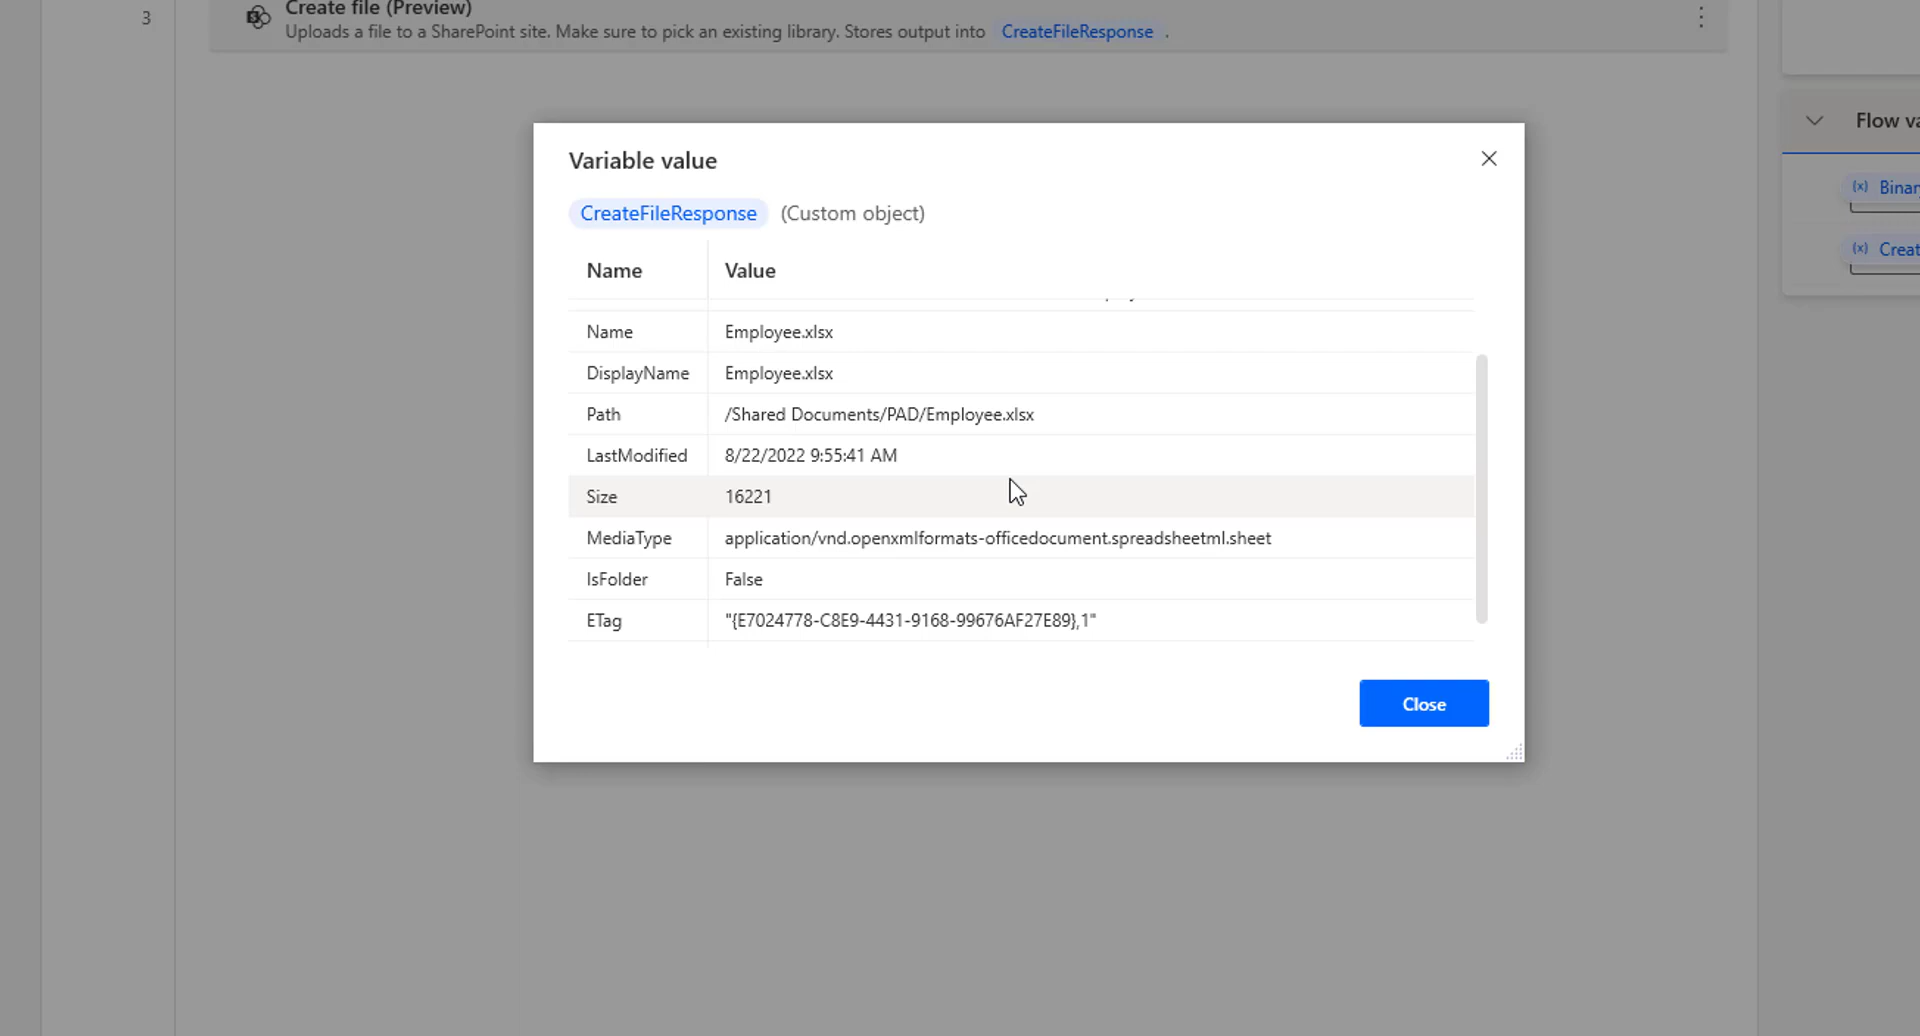 3
Create file (Preview)
Uploads a file to a SharePoint site. Make sure to pick an existing library. Stores output into CreateFileResponse .
Flow va
(x) Binar
(x) Creat
Variable value
CreateFileResponse (Custom object)
Name Value
Name Employee.xlsx
DisplayName Employee.xlsx
Path /Shared Documents/PAD/Employee.xlsx
LastModified 8/22/2022 9:55:41 AM
Size 16221
MediaType application/vnd.openxmlformats-officedocument.spreadsheetml.sheet
IsFolder False
ETag "{E7024778-C8E9-4431-9168-99676AF27E89},1"
Close